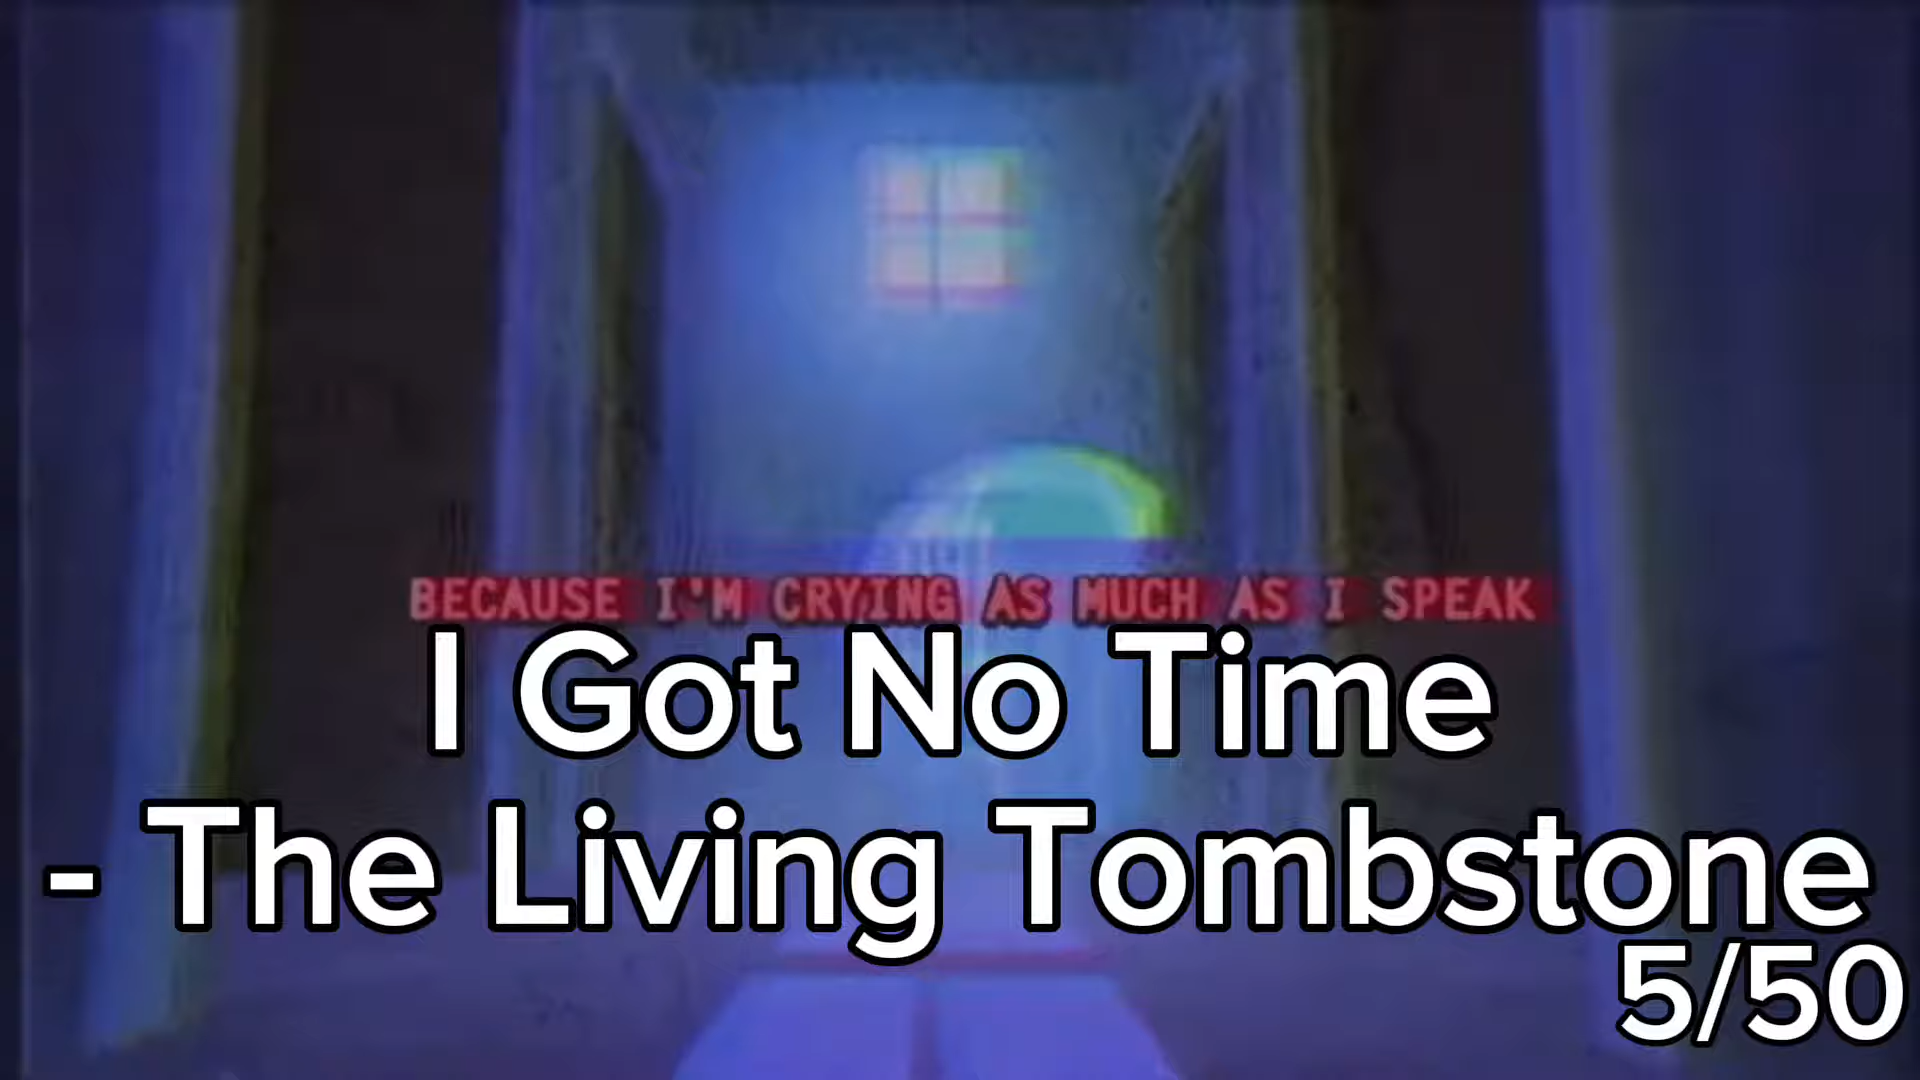 BECAUSE I'M CRYING AS MUCH AS I SPEAK
I Got No Time
- The Living Tombstone
5/50